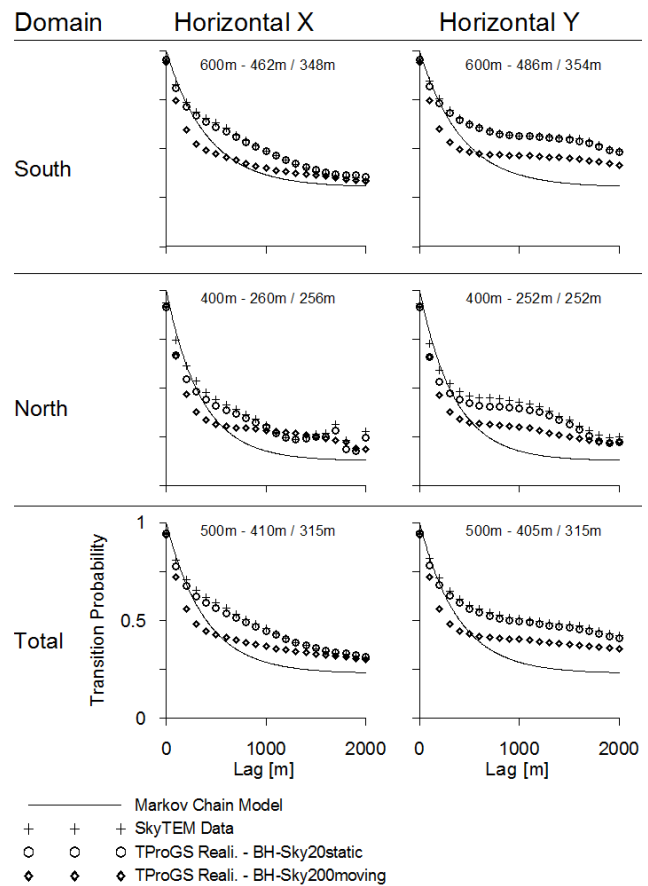 Domain Horizontal X Horizontal Y
600m - 462m / 348m 600m - 486m / 354m
South
400m - 260m / 256m 400m - 252m / 252m
North
500m - 410m / 315m 500m - 405m / 315m
Total
Transition Probability
1
0.5
0
0 1000 2000 0 1000 2000
Lag [m] Lag [m]
Markov Chain Model
SkyTEM Data
TProGS Reali. - BH-Sky20static
TProGS Reali. - BH-Sky200moving